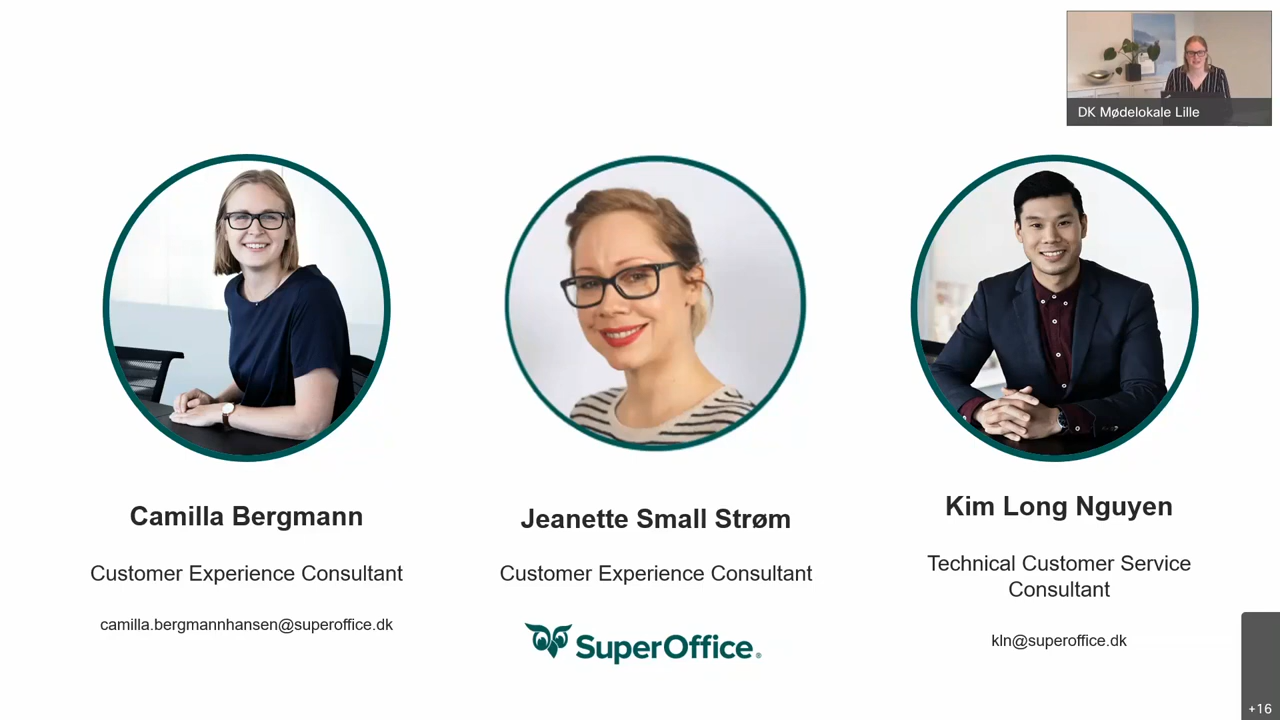 DK Mødelokale Lille
Camilla Bergmann
Customer Experience Consultant
camilla.bergmannhansen@superoffice.dk
Jeanette Small Strøm
Customer Experience Consultant
SuperOffice®
Kim Long Nguyen
Technical Customer Service
Consultant
kln@superoffice.dk
+16